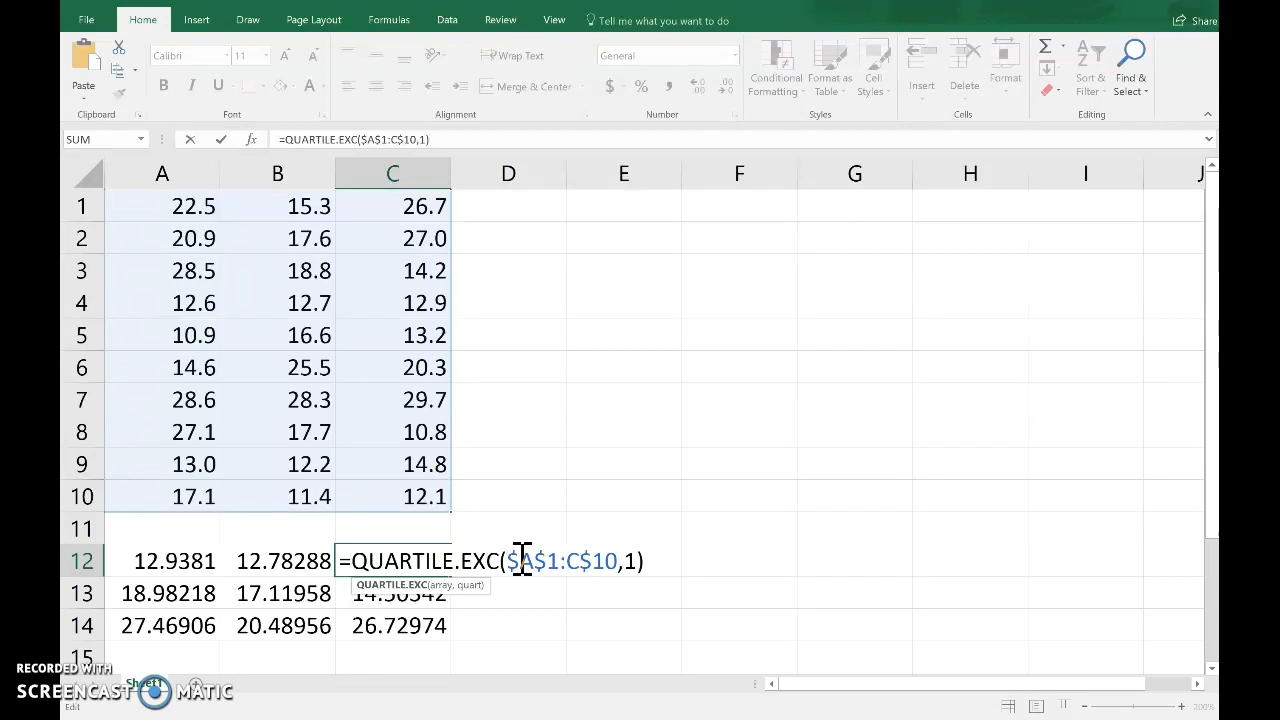 File Home Insert Draw Page Layout Formulas Data Review View Tell me what you want to do Share
Calibri 11 Wrap Text General
Paste Merge & Center $ % Conditional Formatting Format as Table Cell Styles Insert Delete Format Sort & Filter Find & Select
Clipboard Font Alignment Number Styles Cells Editing
SUM fx =QUARTILE.EXC($A$1:C$10,1)
A B C D E F G H I J
1 22.5 15.3 26.7
2 20.9 17.6 27.0
3 28.5 18.8 14.2
4 12.6 12.7 12.9
5 10.9 16.6 13.2
6 14.6 25.5 20.3
7 28.6 28.3 29.7
8 27.1 17.7 10.8
9 13.0 12.2 14.8
10 17.1 11.4 12.1
11
12 12.9381 12.78288 =QUARTILE.EXC($A$1:C$10,1)
QUARTILE.EXC(array, quart)
13 18.98218 17.11958
14 27.46906 20.48956 26.72974
15
RECORDED WITH
SCREENCAST MATIC
Sheet1
Edit 200%